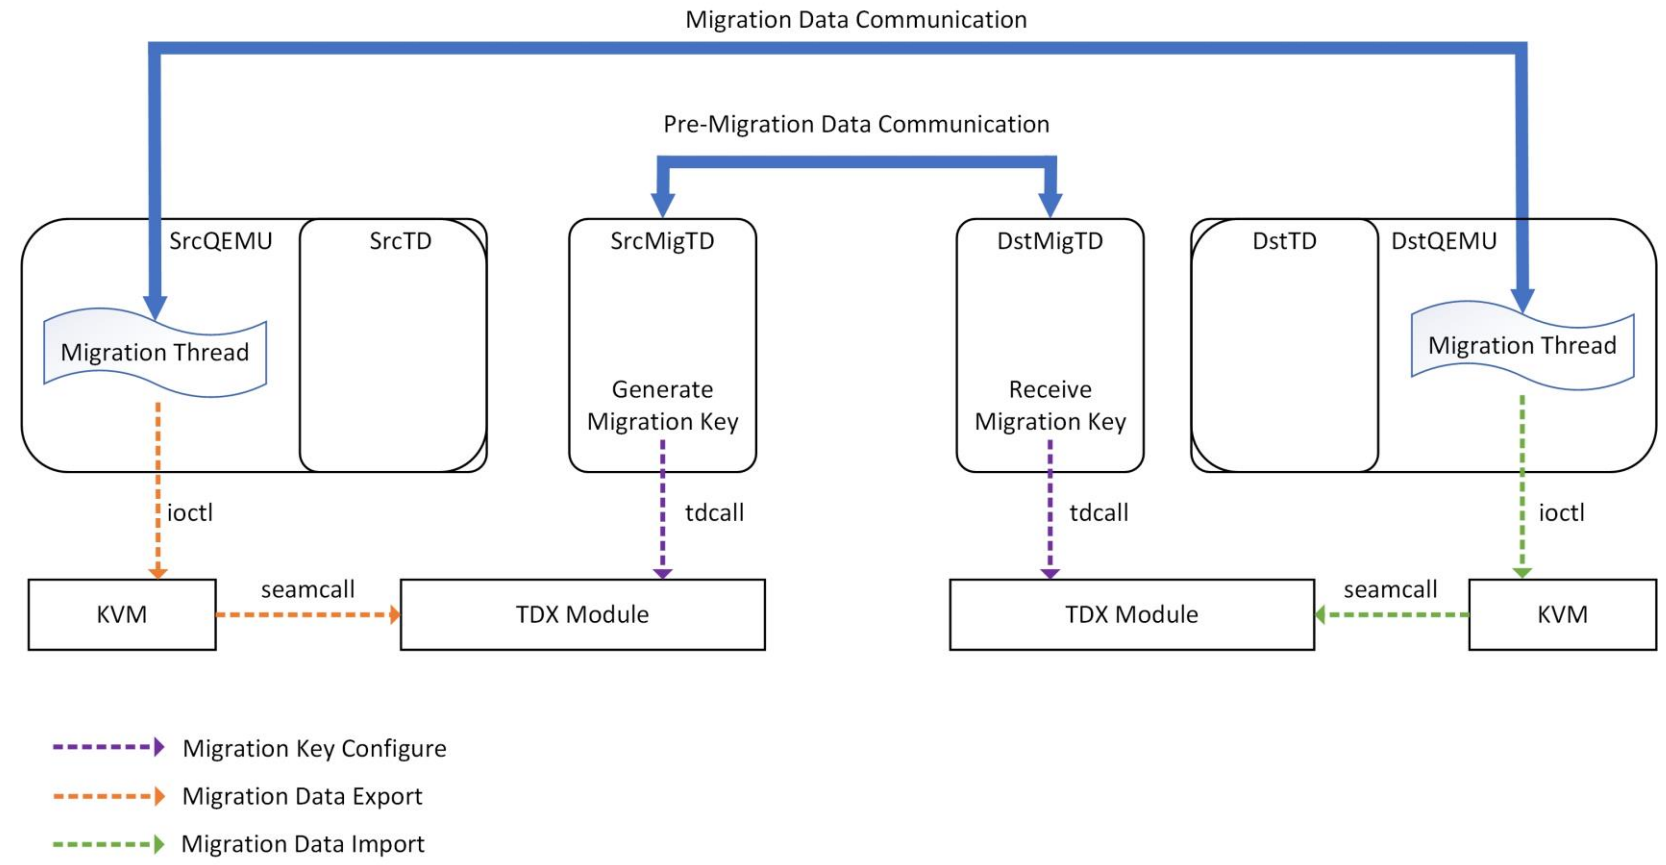 Migration Data Communication
Pre-Migration Data Communication
SrcQEMU
SrcTD
SrcMigTD
DstMigTD
DstTD
DstQEMU
Migration Thread
Migration Thread
Generate
Migration Key
Receive
Migration Key
ioctl
tdcall
tdcall
ioctl
seamcall
seamcall
KVM
TDX Module
TDX Module
KVM
Migration Key Configure
Migration Data Export
Migration Data Import